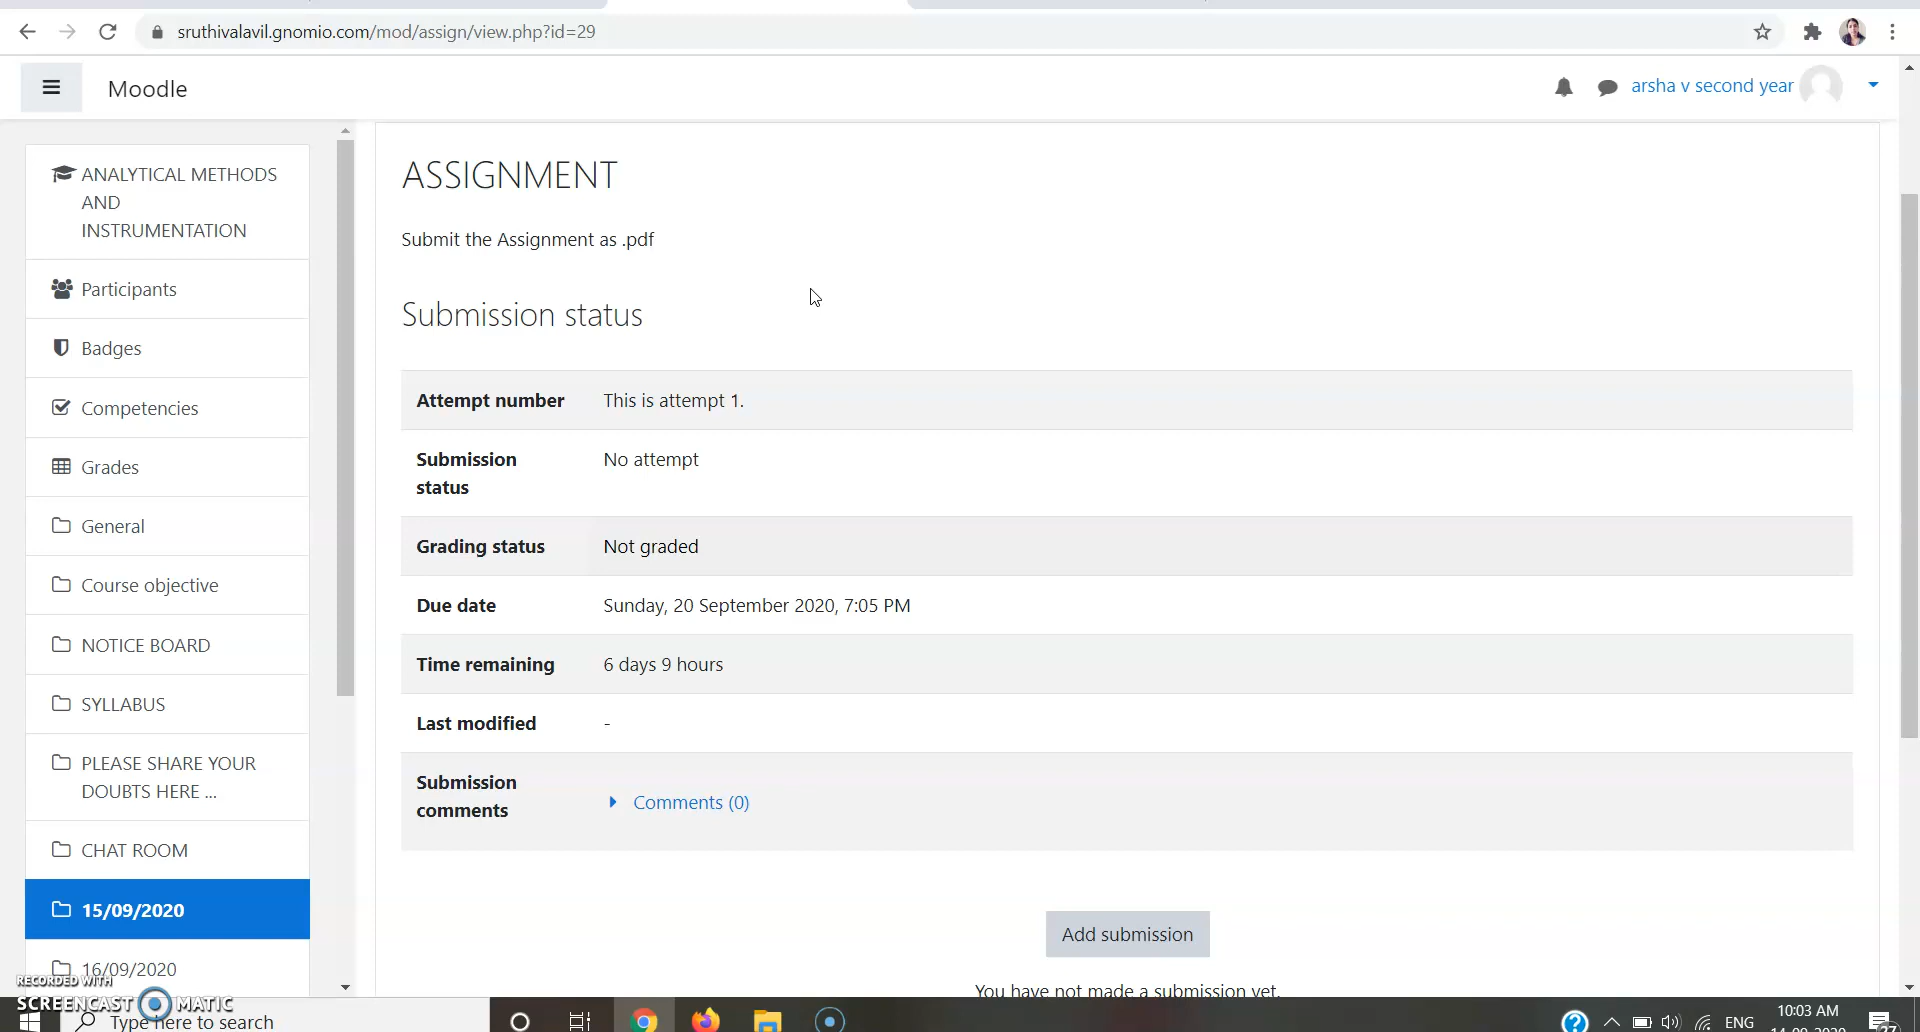 sruthivalavil.gnomio.com/mod/assign/view.php?id=29
Moodle
arsha v second year
ANALYTICAL METHODS
AND
INSTRUMENTATION
Participants
Badges
Competencies
Grades
General
Course objective
NOTICE BOARD
SYLLABUS
PLEASE SHARE YOUR
DOUBTS HERE ...
CHAT ROOM
15/09/2020
16/09/2020
ASSIGNMENT
Submit the Assignment as .pdf
Submission status
Attempt number This is attempt 1.
Submission
status
No attempt
Grading status Not graded
Due date Sunday, 20 September 2020, 7:05 PM
Time remaining 6 days 9 hours
Last modified -
Submission
comments
Comments (0)
Add submission
You have not made a submission yet.
RECORDED WITH
SCREENCAST MATIC
Type here to search
ENG
10:03 AM
14-09-2020
27